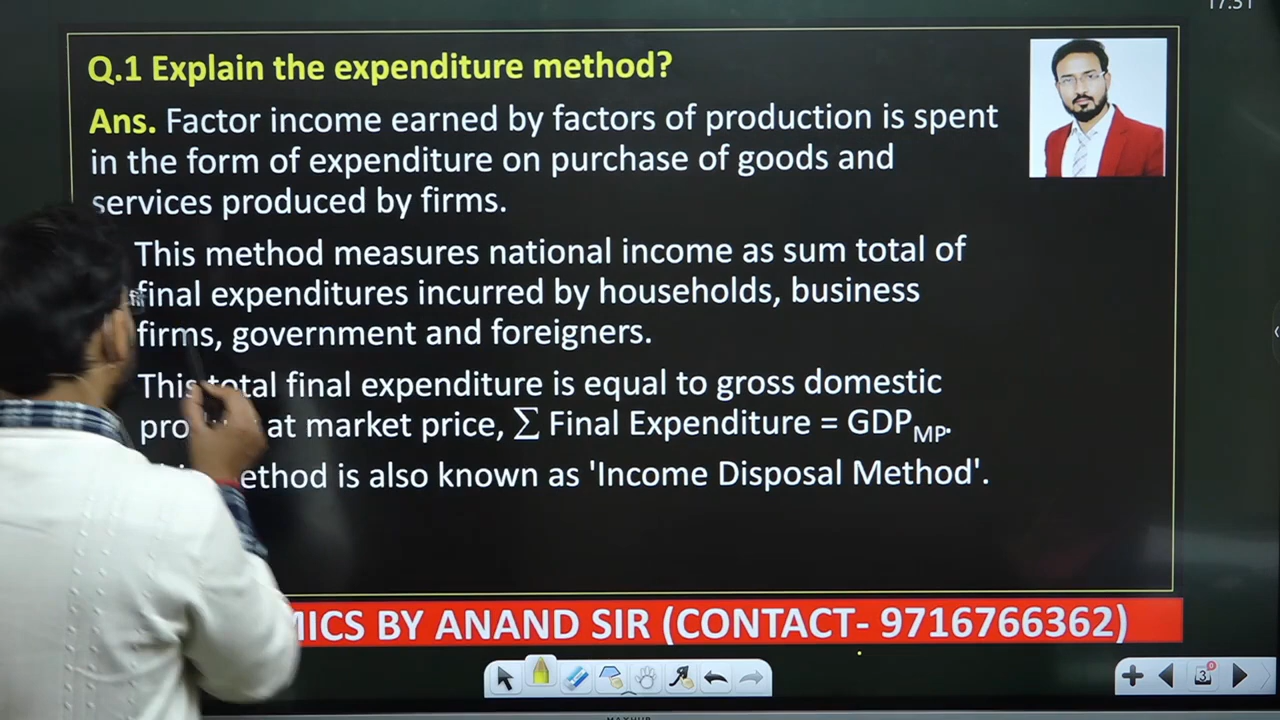 17:31
Q.1 Explain the expenditure method?
Ans. Factor income earned by factors of production is spent
in the form of expenditure on purchase of goods and
services produced by firms.
This method measures national income as sum total of
final expenditures incurred by households, business
firms, government and foreigners.
This total final expenditure is equal to gross domestic
at market price, ∑ Final Expenditure = GDPMP.
is also known as 'Income Disposal Method'.
BY ANAND SIR (CONTACT- 9716766362)
3
0
MAXHUB